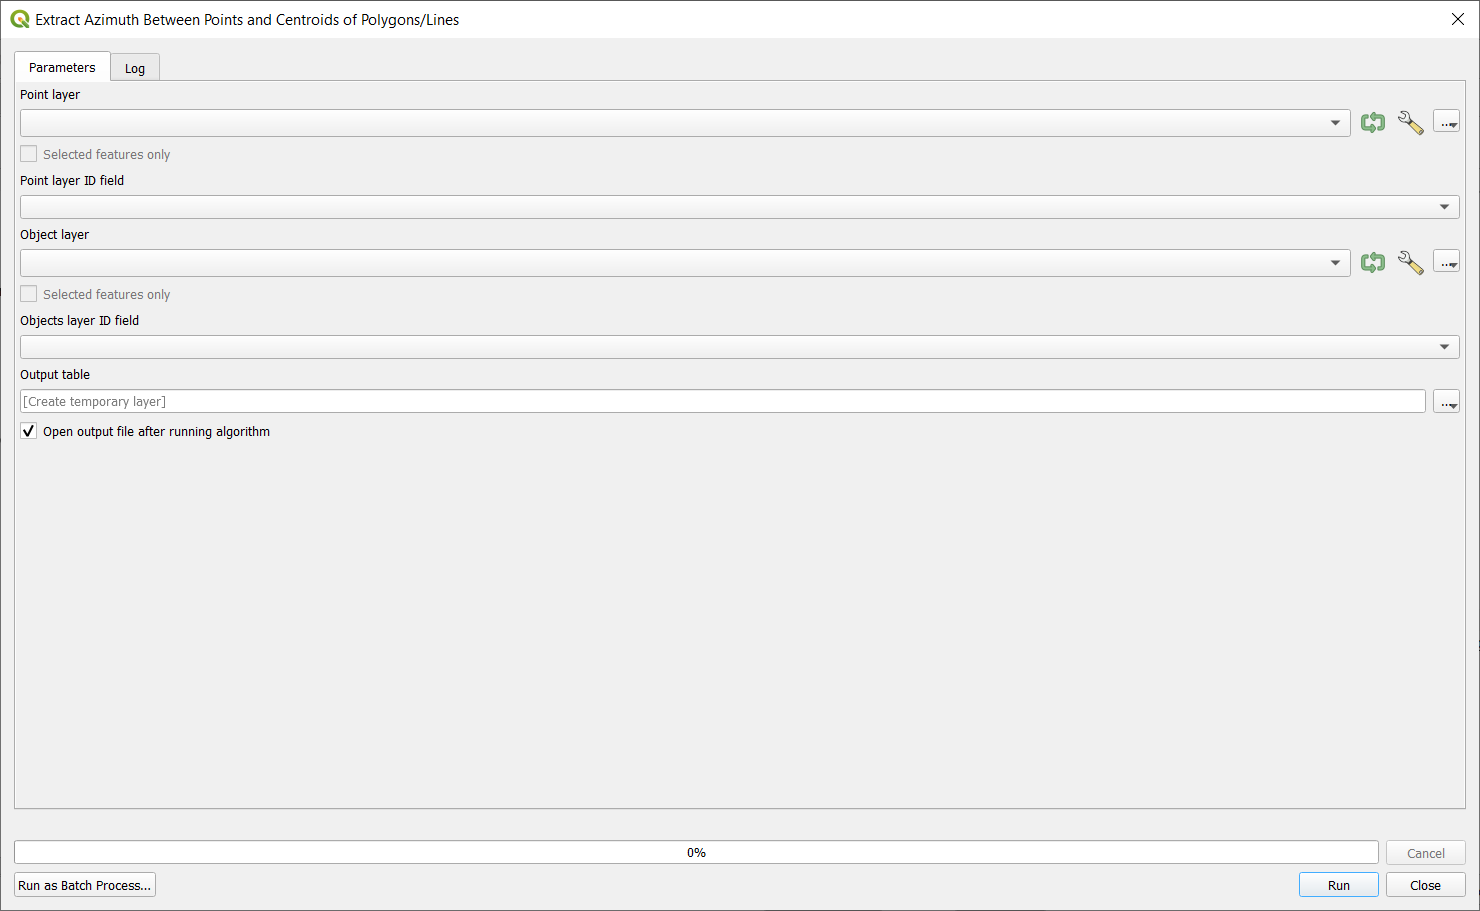 Extract Azimuth Between Points and Centroids of Polygons/Lines
Parameters
Log
Point layer
...
Selected features only
Point layer ID field
Object layer
...
Selected features only
Objects layer ID field
Output table
[Create temporary layer]
...
Open output file after running algorithm
0%
Cancel
Run as Batch Process...
Run
Close